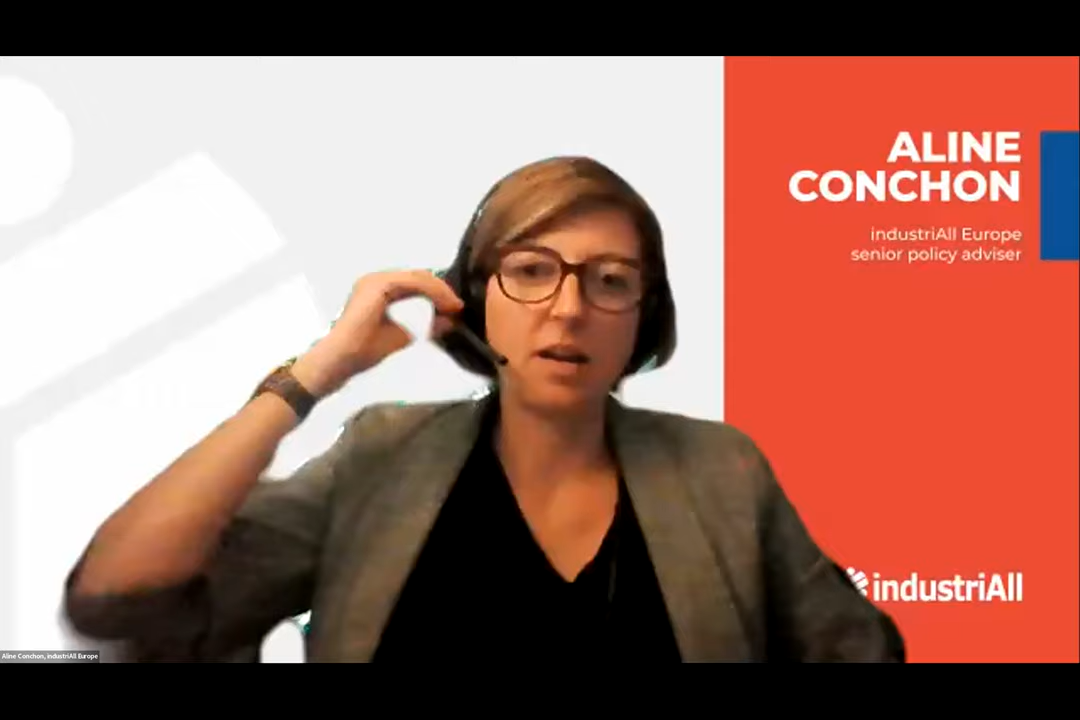 ALINE
CONCHON
industriAll Europe
senior policy adviser
industriAll
Aline Conchon, industriAll Europe